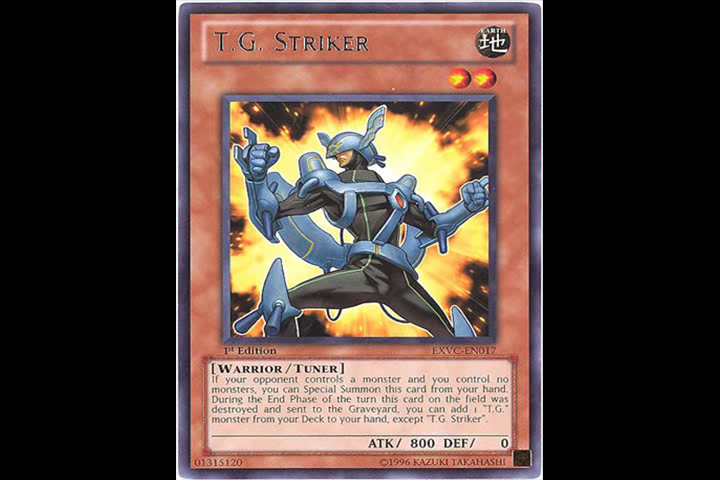 T.G. Striker
EARTH
地
1st Edition
EXVC-EN017
[Warrior / Tuner]
If your opponent controls a monster and you control no
monsters, you can Special Summon this card from your hand.
During the End Phase of the turn this card on the field was
destroyed and sent to the Graveyard, you can add 1 "T.G."
monster from your Deck to your hand, except "T.G. Striker".
ATK/ 800 DEF/ 0
01315120
©1996 KAZUKI TAKAHASHI